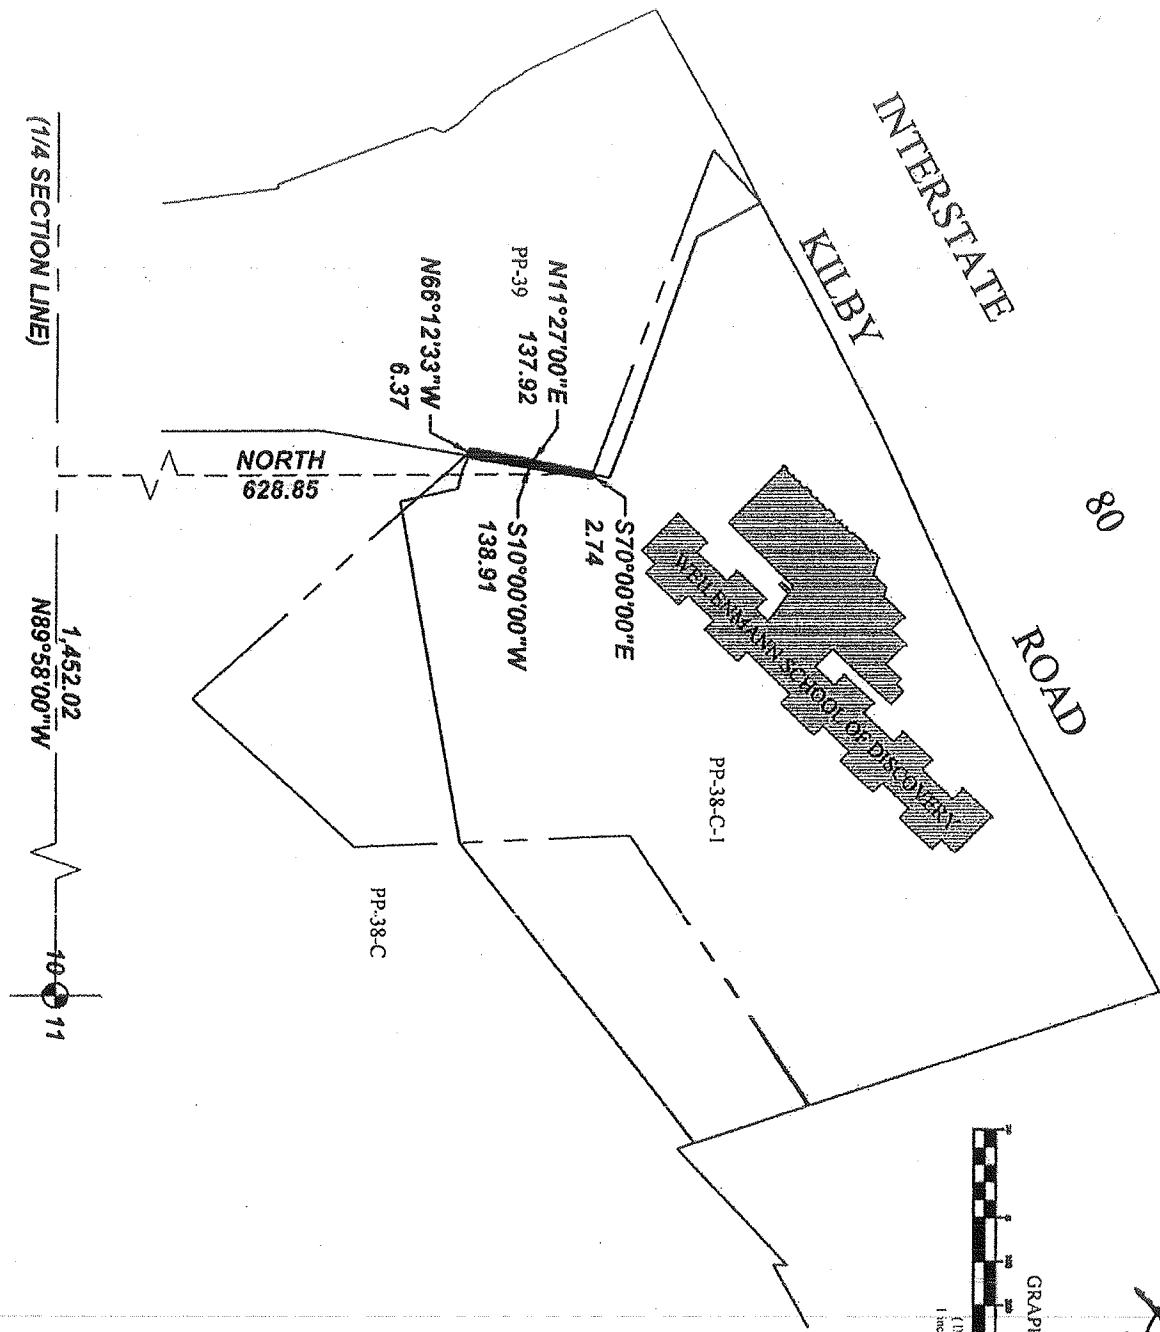 INTERSTATE
80
KILBY
ROAD
N11°27'00"E
PP-39 137.92
N66°12'33"W
6.37
S70°00'00"E
2.74
S10°00'00"W
138.91
NORTH
628.85
WEILENMANN SCHOOL OF DISCOVERY
PP-38-C-1
PP-38-C
(1/4 SECTION LINE)
1,452.02
N89°58'00"W
10
11